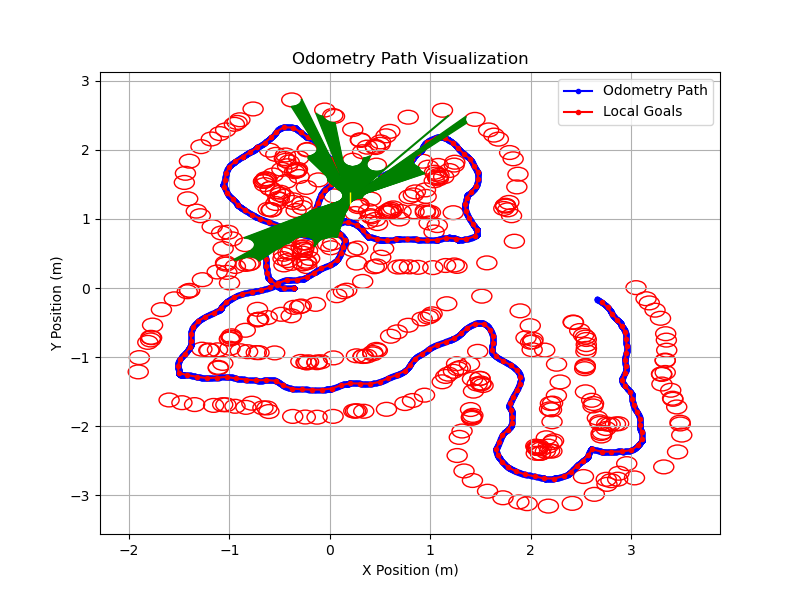 Odometry Path Visualization
Odometry Path
Local Goals
Y Position (m)
3
2
1
0
−1
−2
−3
−2
−1
0
1
2
3
X Position (m)